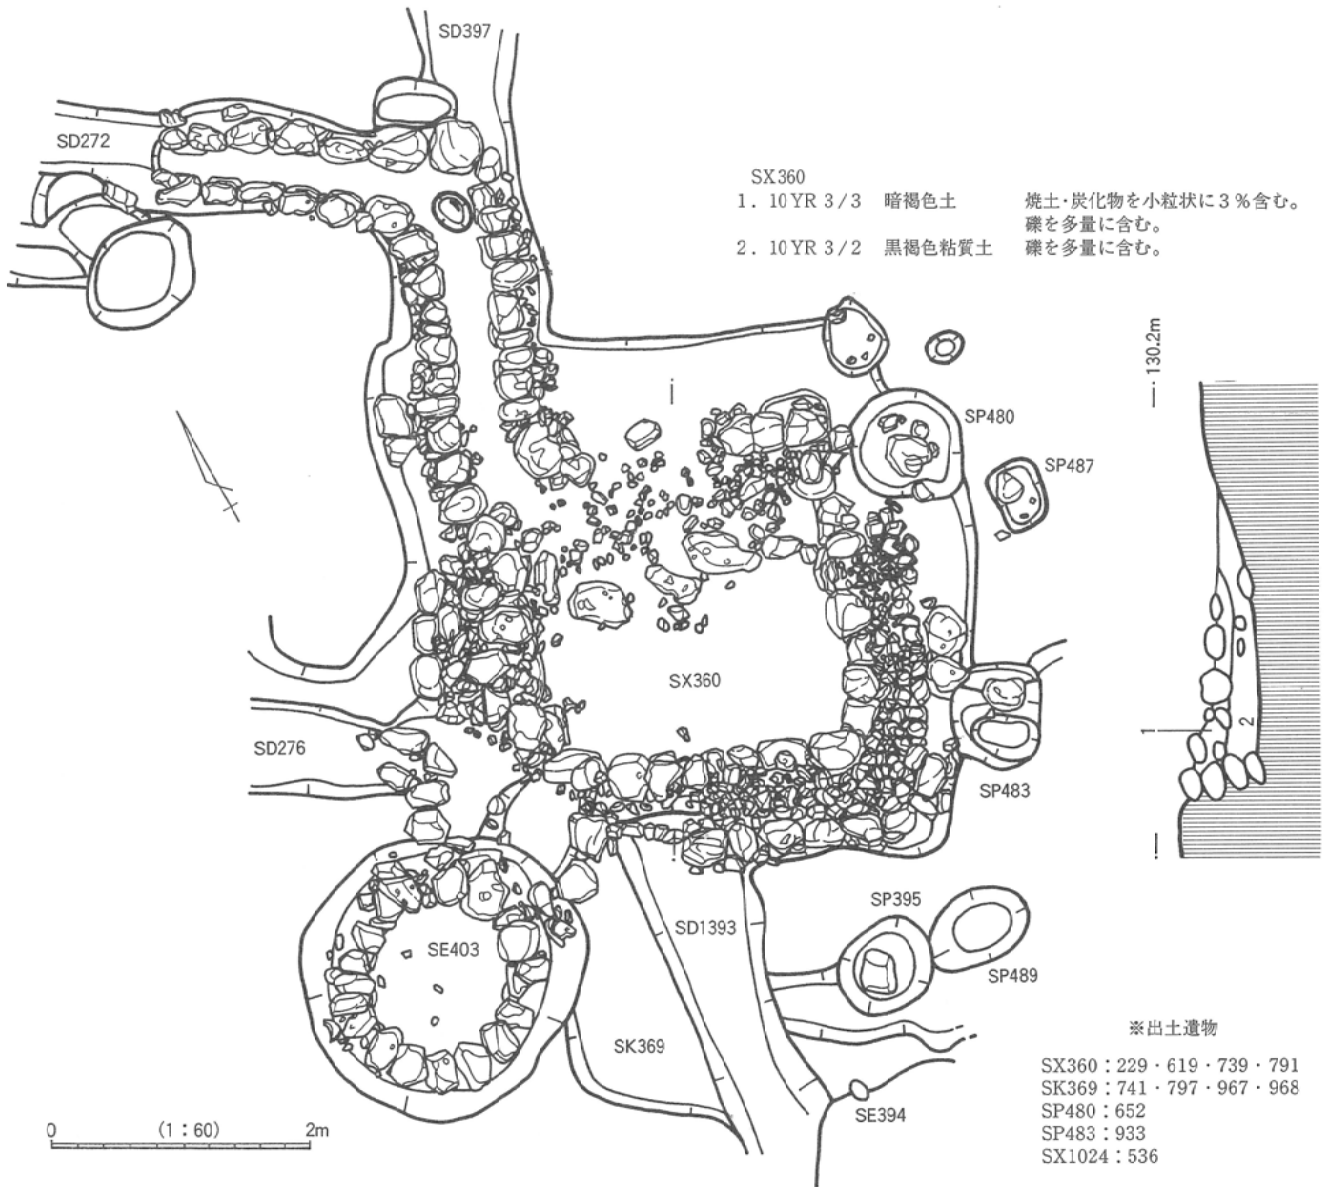 SD397
SD272
SX360
1. 10YR 3/3 暗褐色土 焼土・炭化物を小粒状に3%含む。
礫を多量に含む。
2. 10YR 3/2 黒褐色粘質土 礫を多量に含む。
130.2m
SP480
SP487
SX360
1
2
SD276
SP483
SP395
SD1393
SE403
SP489
※出土遺物
SK369
SX360：229・619・739・791
SK369：741・797・967・968
SE394
SP480：652
0 (1：60) 2m
SP483：933
SX1024：536